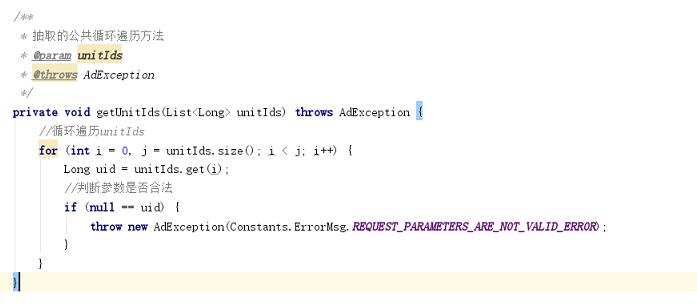 /**
 * 抽取的公共循环遍历方法
 * @param unitIds
 * @throws AdException
 */
private void getUnitIds(List<Long> unitIds) throws AdException {
    //循环遍历unitIds
    for (int i = 0, j = unitIds.size(); i < j; i++) {
        Long uid = unitIds.get(i);
        //判断参数是否合法
        if (null == uid) {
            throw new AdException(Constants.ErrorMsg.REQUEST_PARAMETERS_ARE_NOT_VALID_ERROR);
        }
    }
}